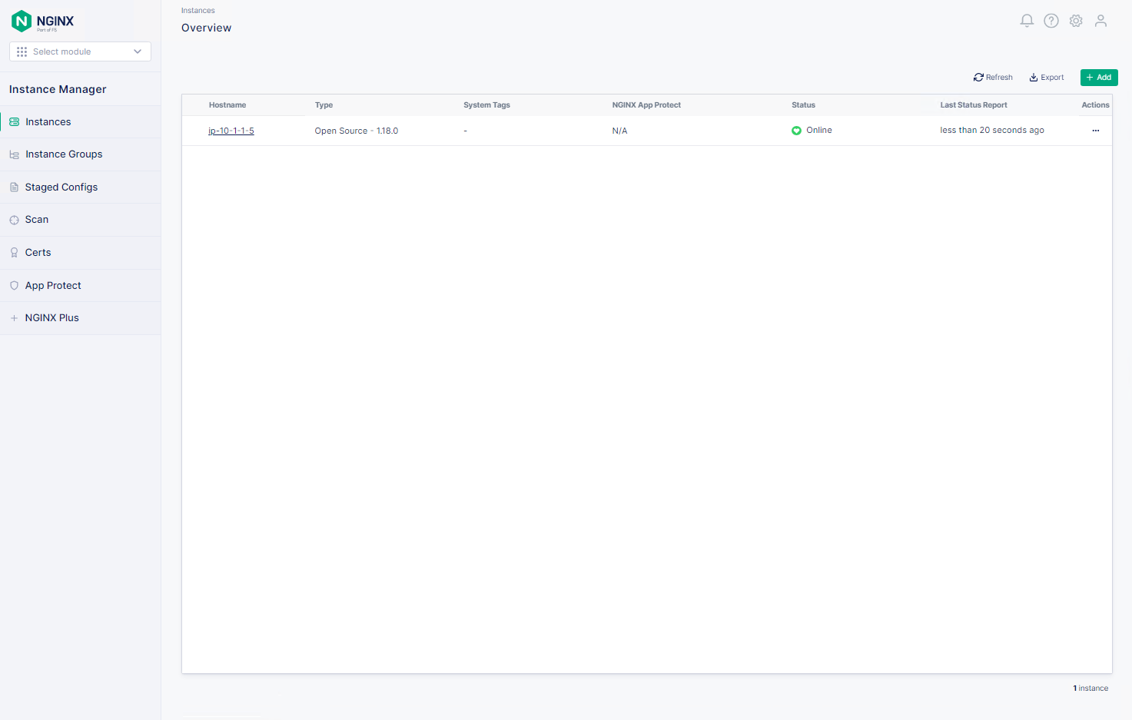 NGINX
Part of F5
Select module
Instance Manager
Instances
Instance Groups
Staged Configs
Scan
Certs
App Protect
NGINX Plus
Instances
Overview
Refresh
Export
Add
Hostname Type System Tags NGINX App Protect Status Last Status Report Actions
ip-10-1-1-5 Open Source - 1.18.0 - N/A Online less than 20 seconds ago ...
1 instance